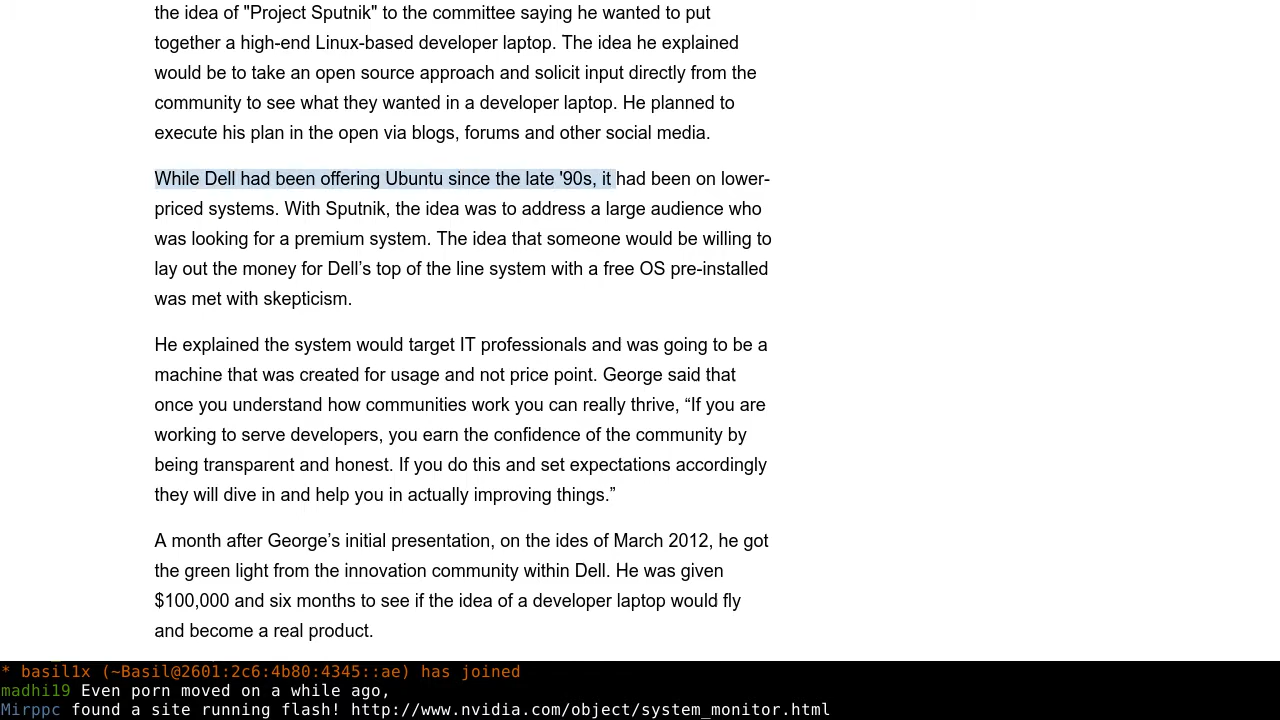 the idea of "Project Sputnik" to the committee saying he wanted to put
together a high-end Linux-based developer laptop. The idea he explained
would be to take an open source approach and solicit input directly from the
community to see what they wanted in a developer laptop. He planned to
execute his plan in the open via blogs, forums and other social media.
While Dell had been offering Ubuntu since the late '90s, it had been on lower-
priced systems. With Sputnik, the idea was to address a large audience who
was looking for a premium system. The idea that someone would be willing to
lay out the money for Dell’s top of the line system with a free OS pre-installed
was met with skepticism.
He explained the system would target IT professionals and was going to be a
machine that was created for usage and not price point. George said that
once you understand how communities work you can really thrive, “If you are
working to serve developers, you earn the confidence of the community by
being transparent and honest. If you do this and set expectations accordingly
they will dive in and help you in actually improving things.”
A month after George’s initial presentation, on the ides of March 2012, he got
the green light from the innovation community within Dell. He was given
$100,000 and six months to see if the idea of a developer laptop would fly
and become a real product.
* basil1x (~Basil@2601:2c6:4b80:4345::ae) has joined
madhi19 Even porn moved on a while ago,
Mirppc found a site running flash! http://www.nvidia.com/object/system_monitor.html